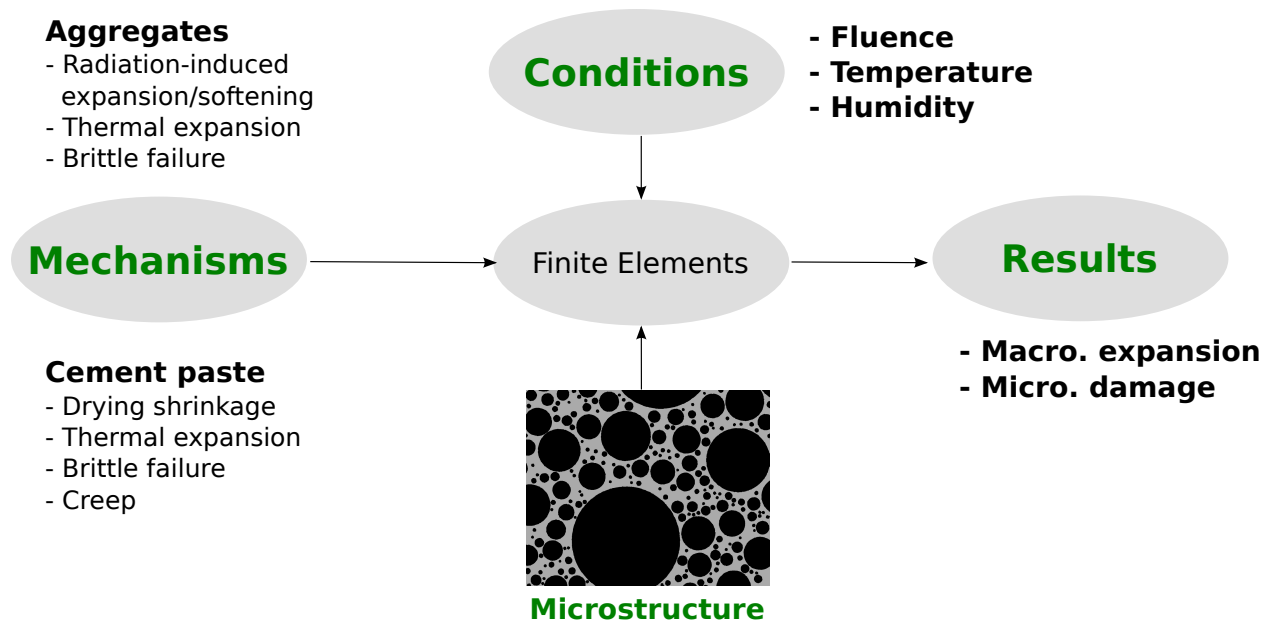 Aggregates
- Radiation-induced
expansion/softening
- Thermal expansion
- Brittle failure
Conditions
- Fluence
- Temperature
- Humidity
Mechanisms
Finite Elements
Results
Cement paste
- Drying shrinkage
- Thermal expansion
- Brittle failure
- Creep
- Macro. expansion
- Micro. damage
Microstructure